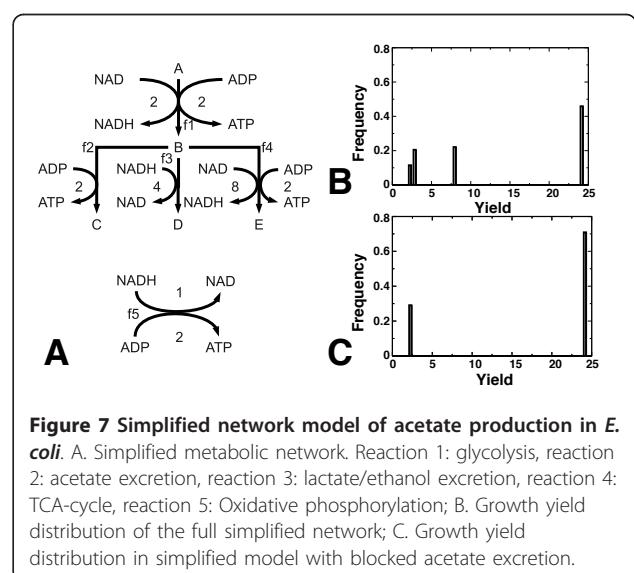 A
NAD
ADP
2
2
NADH
f1
ATP
f2
B
f4
f3
ADP
NADH
NAD
ADP
2
4
8
2
ATP
NAD
NADH
ATP
C
D
E
NADH
1
NAD
f5
ADP
2
ATP
A
0.8
0.6
0.4
0.2
0
Frequency
0
5
10
15
20
25
Yield
B
0.8
0.6
0.4
0.2
0
Frequency
0
5
10
15
20
25
Yield
C
Figure 7 Simplified network model of acetate production in E.
coli. A. Simplified metabolic network. Reaction 1: glycolysis, reaction
2: acetate excretion, reaction 3: lactate/ethanol excretion, reaction 4:
TCA-cycle, reaction 5: Oxidative phosphorylation; B. Growth yield
distribution of the full simplified network; C. Growth yield
distribution in simplified model with blocked acetate excretion.